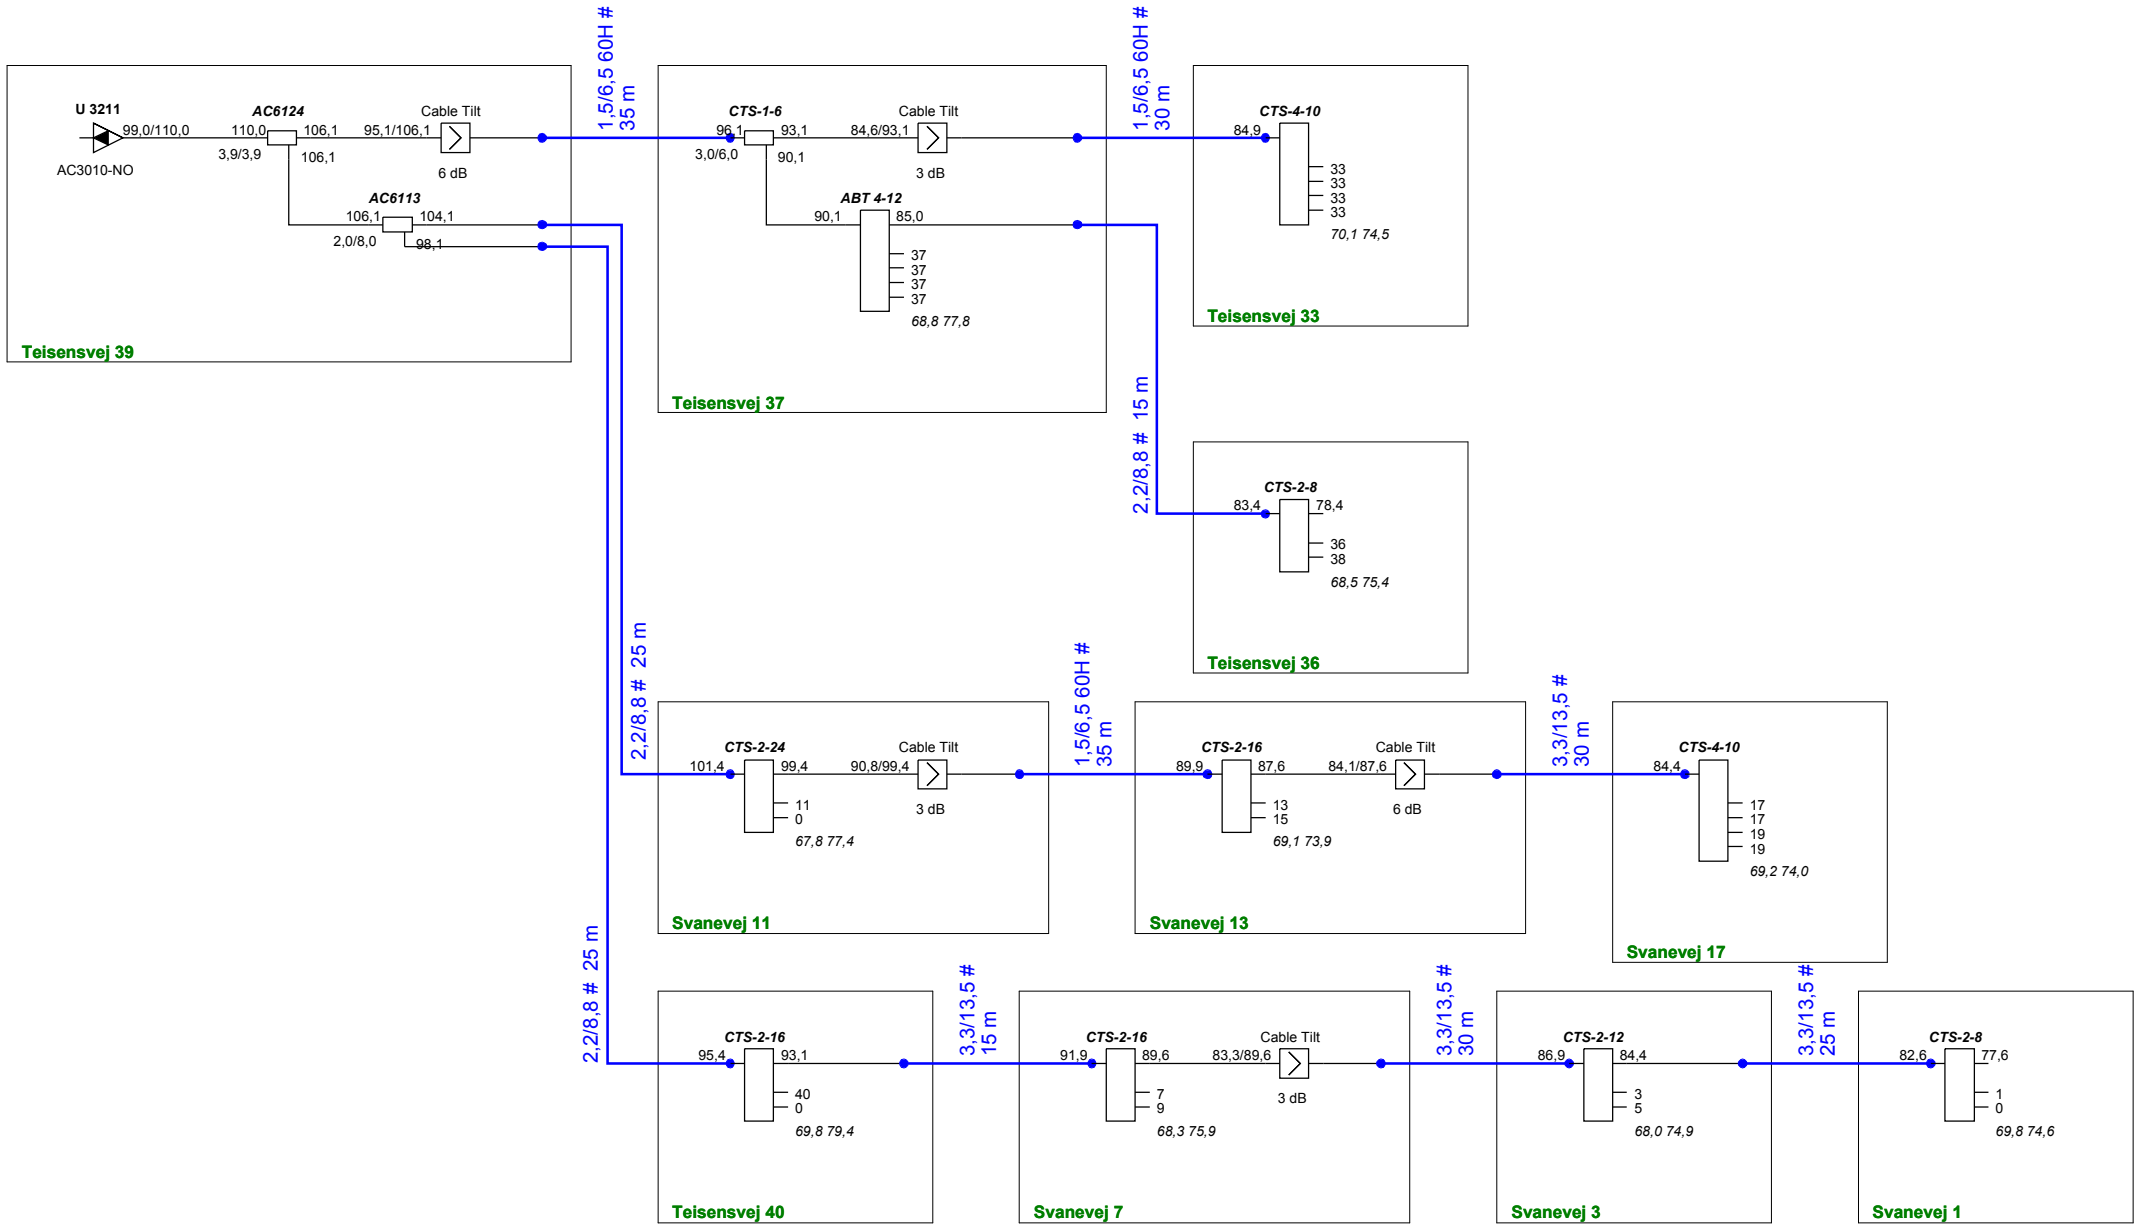 U 3211
99,0/110,0
AC3010-NO
AC6124
110,0
106,1
3,9/3,9
106,1
Cable Tilt
95,1/106,1
6 dB
AC6113
106,1
104,1
2,0/8,0
98,1
Teisensvej 39
1,5/6,5 60H #
35 m
CTS-1-6
96,1
93,1
3,0/6,0
90,1
Cable Tilt
84,6/93,1
3 dB
ABT 4-12
90,1
85,0
37
37
37
37
68,8 77,8
Teisensvej 37
1,5/6,5 60H #
30 m
CTS-4-10
84,9
33
33
33
33
70,1 74,5
Teisensvej 33
2,2/8,8 # 15 m
CTS-2-8
83,4
78,4
36
38
68,5 75,4
Teisensvej 36
2,2/8,8 # 25 m
CTS-2-24
101,4
99,4
11
0
67,8 77,4
Cable Tilt
90,8/99,4
3 dB
Svanevej 11
1,5/6,5 60H #
35 m
CTS-2-16
89,9
87,6
13
15
69,1 73,9
Cable Tilt
84,1/87,6
6 dB
Svanevej 13
3,3/13,5 #
30 m
CTS-4-10
84,4
17
17
19
19
69,2 74,0
Svanevej 17
2,2/8,8 # 25 m
CTS-2-16
95,4
93,1
40
0
69,8 79,4
Teisensvej 40
3,3/13,5 #
15 m
CTS-2-16
91,9
89,6
7
9
68,3 75,9
Cable Tilt
83,3/89,6
3 dB
Svanevej 7
3,3/13,5 #
30 m
CTS-2-12
86,9
84,4
3
5
68,0 74,9
Svanevej 3
3,3/13,5 #
25 m
CTS-2-8
82,6
77,6
1
0
69,8 74,6
Svanevej 1